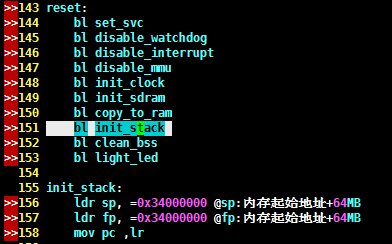 >>143 reset:
>>144     bl set_svc
>>145     bl disable_watchdog
>>146     bl disable_interrupt
>>147     bl disable_mmu
>>148     bl init_clock
>>149     bl init_sdram
>>150     bl copy_to_ram
>>151     bl init_stack
>>152     bl clean_bss
>>153     bl light_led
154
155 init_stack:
>>156     ldr sp, =0x34000000 @sp:内存起始地址+64MB
>>157     ldr fp, =0x34000000 @fp:内存起始地址+64MB
>>158     mov pc ,lr